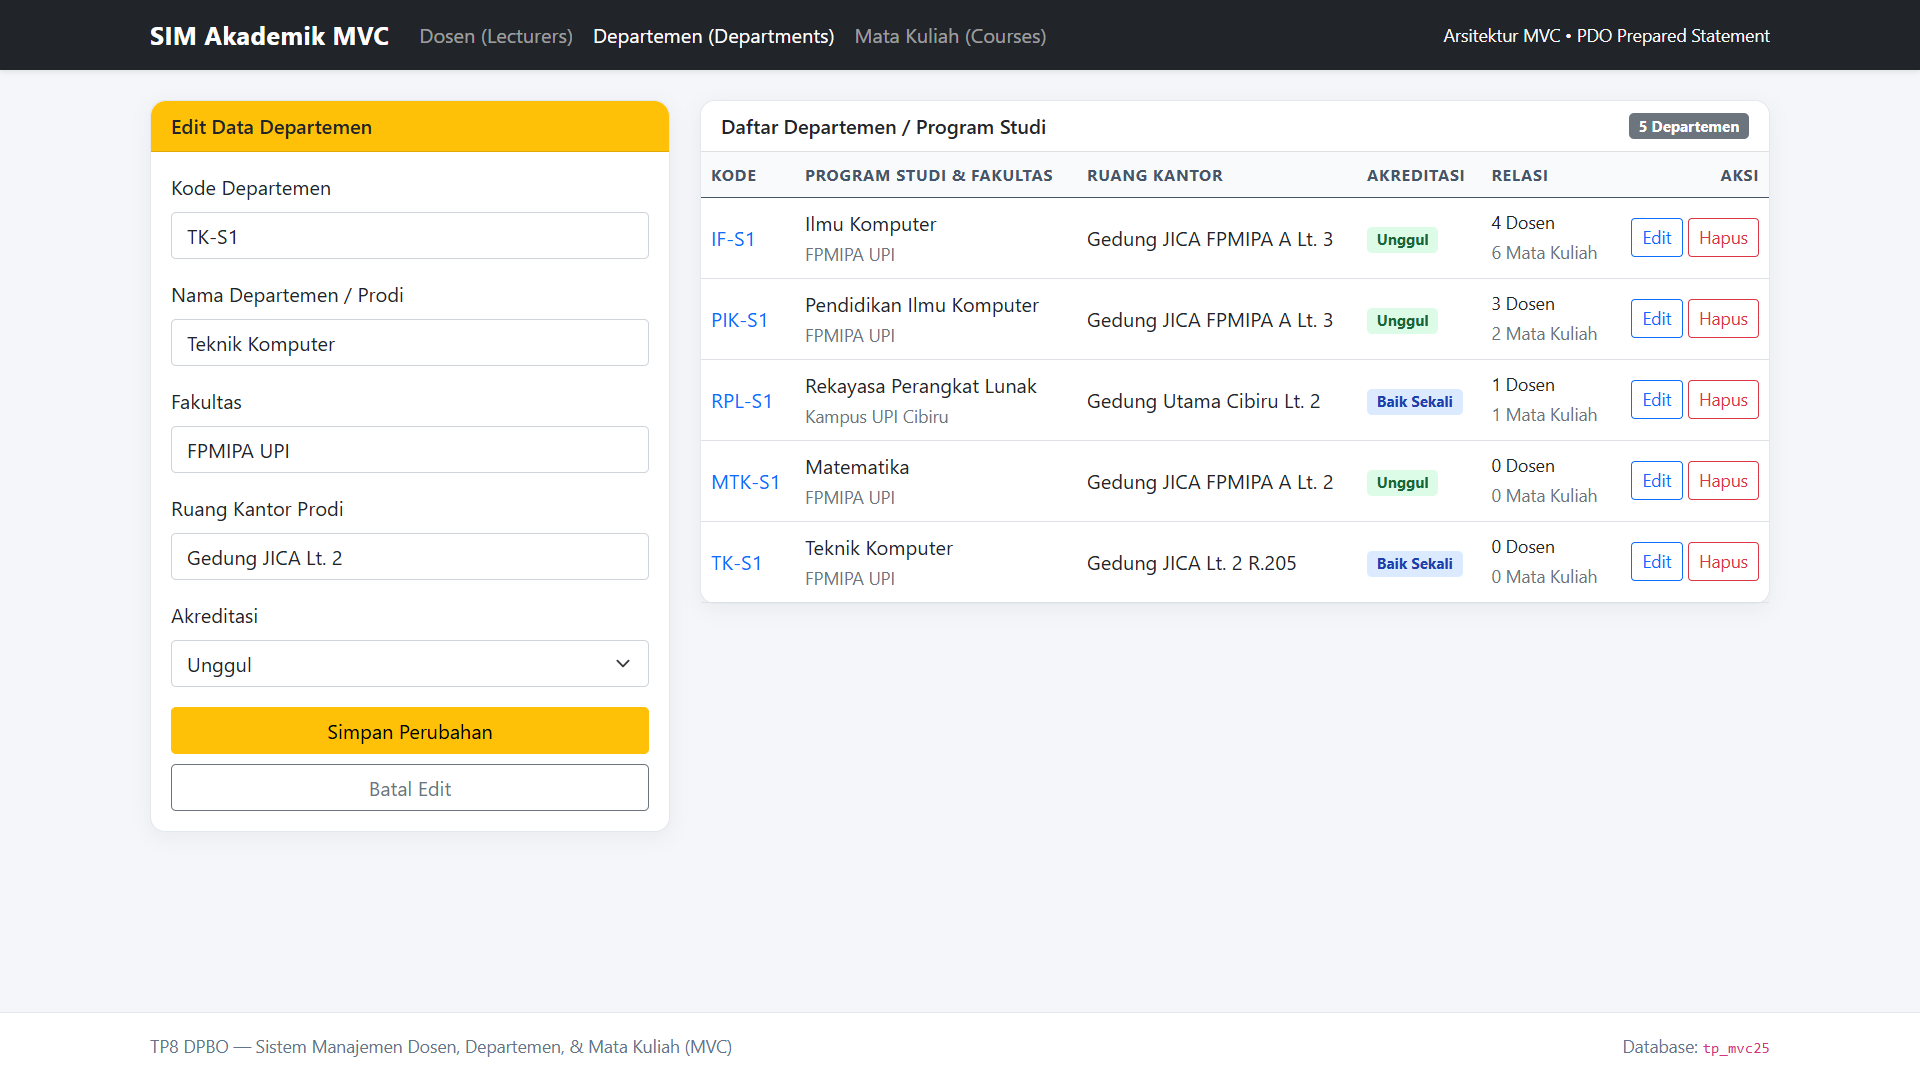 SIM Akademik MVC Dosen (Lecturers) Departemen (Departments) Mata Kuliah (Courses) Arsitektur MVC • PDO Prepared Statement
Edit Data Departemen
Kode Departemen
TK-S1
Nama Departemen / Prodi
Teknik Komputer
Fakultas
FPMIPA UPI
Ruang Kantor Prodi
Gedung JICA Lt. 2
Akreditasi
Unggul
Simpan Perubahan
Batal Edit
Daftar Departemen / Program Studi 5 Departemen
KODE PROGRAM STUDI & FAKULTAS RUANG KANTOR AKREDITASI RELASI AKSI
IF-S1 Ilmu Komputer FPMIPA UPI Gedung JICA FPMIPA A Lt. 3 Unggul 4 Dosen 6 Mata Kuliah Edit Hapus
PIK-S1 Pendidikan Ilmu Komputer FPMIPA UPI Gedung JICA FPMIPA A Lt. 3 Unggul 3 Dosen 2 Mata Kuliah Edit Hapus
RPL-S1 Rekayasa Perangkat Lunak Kampus UPI Cibiru Gedung Utama Cibiru Lt. 2 Baik Sekali 1 Dosen 1 Mata Kuliah Edit Hapus
MTK-S1 Matematika FPMIPA UPI Gedung JICA FPMIPA A Lt. 2 Unggul 0 Dosen 0 Mata Kuliah Edit Hapus
TK-S1 Teknik Komputer FPMIPA UPI Gedung JICA Lt. 2 R.205 Baik Sekali 0 Dosen 0 Mata Kuliah Edit Hapus
TP8 DPBO — Sistem Manajemen Dosen, Departemen, & Mata Kuliah (MVC) Database: tp_mvc25